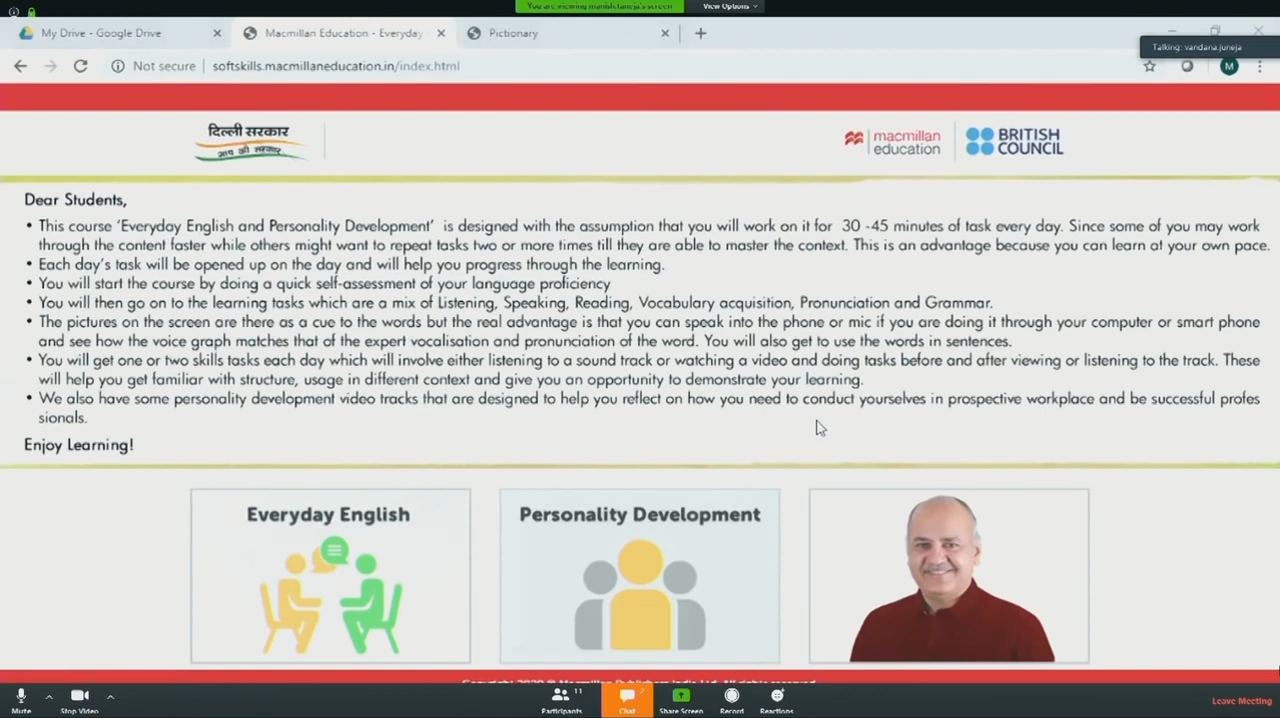 You are viewing manish.taneja's screen
View Options
My Drive - Google Drive
Macmillan Education - Everyday
Pictionary
Talking: vandana.juneja
Not secure
softskills.macmillaneducation.in/index.html
M
दिल्ली सरकार
आप की सरकार
macmillan
education
BRITISH
COUNCIL
Dear Students,
• This course 'Everyday English and Personality Development' is designed with the assumption that you will work on it for 30 -45 minutes of task every day. Since some of you may work
through the content faster while others might want to repeat tasks two or more times till they are able to master the context. This is an advantage because you can learn at your own pace.
• Each day's task will be opened up on the day and will help you progress through the learning.
• You will start the course by doing a quick self-assessment of your language proficiency
• You will then go on to the learning tasks which are a mix of Listening, Speaking, Reading, Vocabulary acquisition, Pronunciation and Grammar.
• The pictures on the screen are there as a cue to the words but the real advantage is that you can speak into the phone or mic if you are doing it through your computer or smart phone
and see how the voice graph matches that of the expert vocalisation and pronunciation of the word. You will also get to use the words in sentences.
• You will get one or two skills tasks each day which will involve either listening to a sound track or watching a video and doing tasks before and after viewing or listening to the track. These
will help you get familiar with structure, usage in different context and give you an opportunity to demonstrate your learning.
• We also have some personality development video tracks that are designed to help you reflect on how you need to conduct yourselves in prospective workplace and be successful profes
sionals.
Enjoy Learning!
Everyday English
Personality Development
Copyright 2020 © Macmillan Publishers India Ltd. All rights reserved
Mute
Stop Video
Participants
11
Chat
Share Screen
Record
Reactions
Leave Meeting